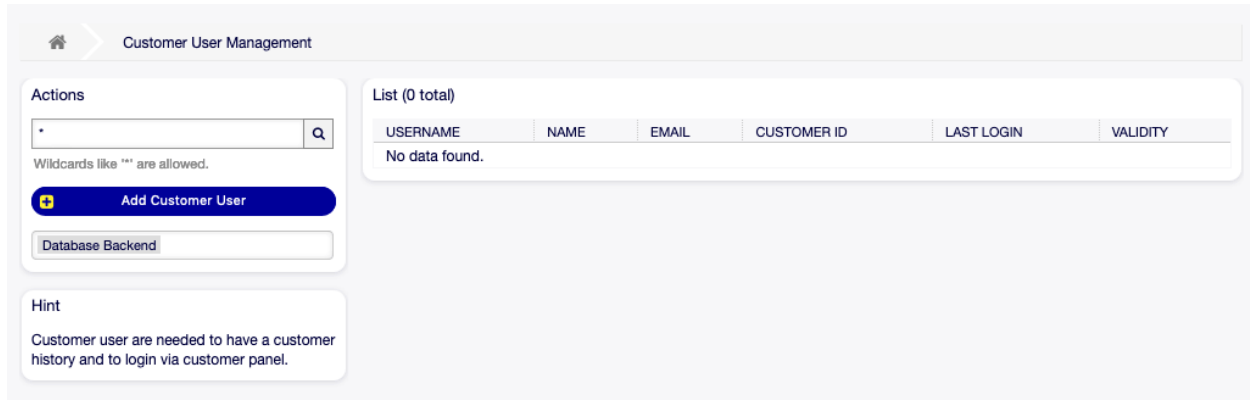 Customer User Management
Actions
*
Wildcards like '*' are allowed.
Add Customer User
Database Backend
Hint
Customer user are needed to have a customer
history and to login via customer panel.
List (0 total)
USERNAME NAME EMAIL CUSTOMER ID LAST LOGIN VALIDITY
No data found.